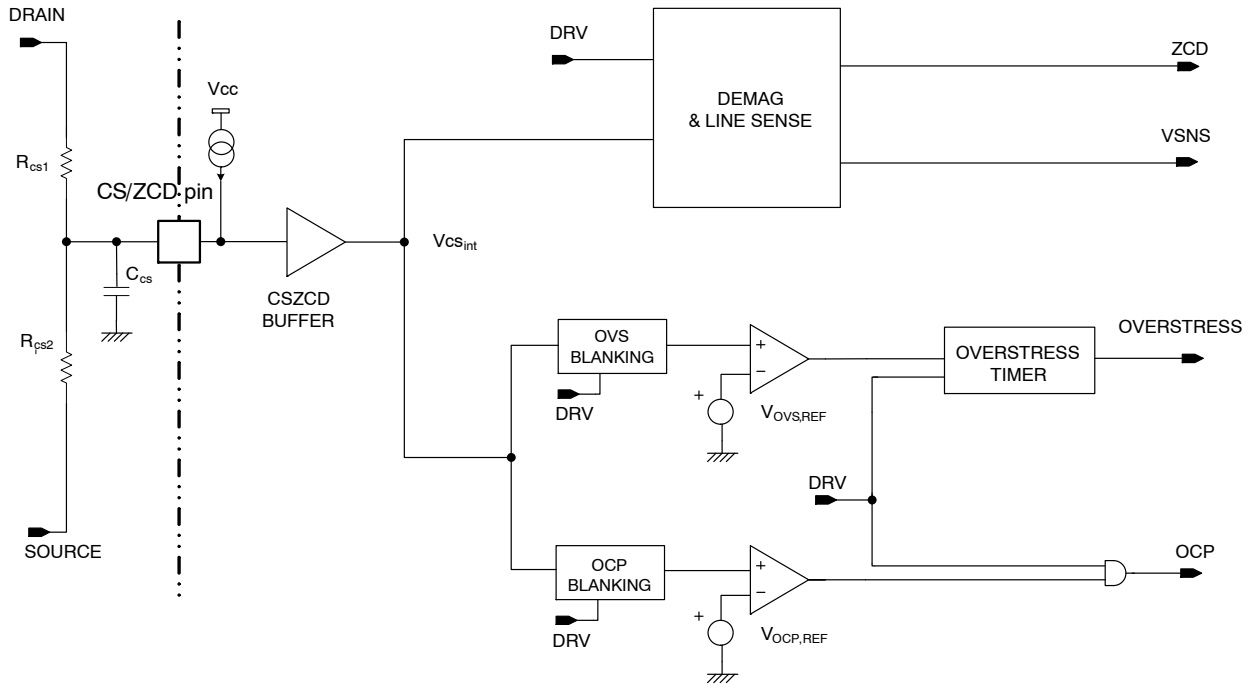 DRAIN
DRV
ZCD
Vcc
DEMAG
& LINE SENSE
VSNS
Rcs1
CS/ZCD pin
Vcsint
Ccs
CSZCD
BUFFER
OVS
BLANKING
+
−
OVERSTRESS
TIMER
OVERSTRESS
Rcs2
DRV
+
VOVS,REF
DRV
SOURCE
OCP
BLANKING
+
−
OCP
DRV
+
VOCP,REF